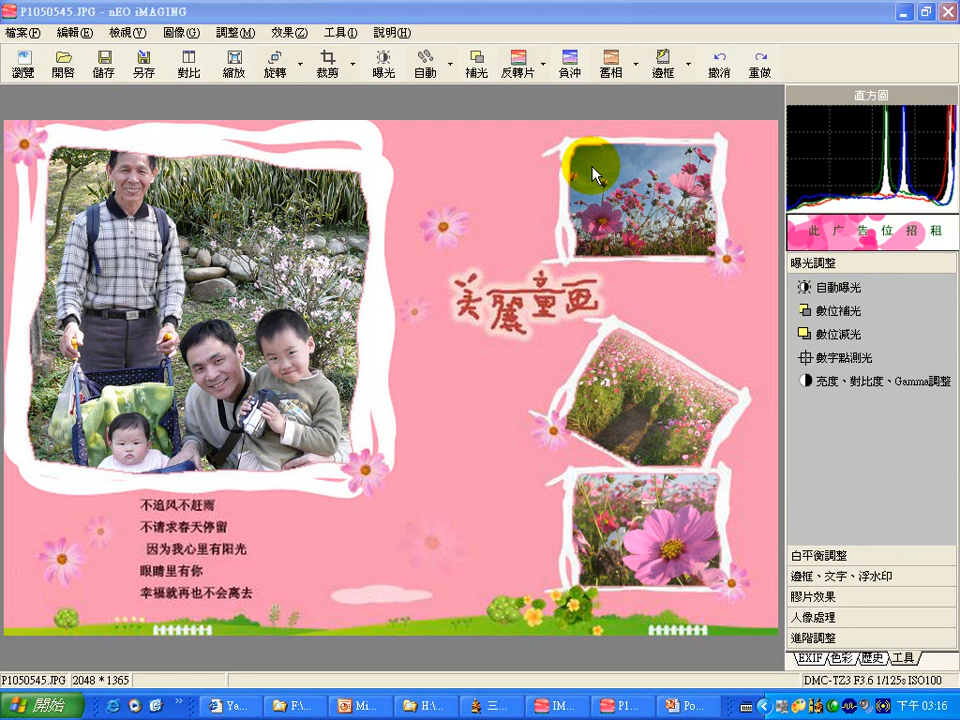 P1050545.JPG - nEO iMAGING
檔案(F) 編輯(E) 檢視(V) 圖像(G) 調整(M) 效果(Z) 工具(I) 說明(H)
瀏覽 開啓 儲存 另存 對比 縮放 旋轉 裁剪 曝光 自動 補光 反轉片 負沖 舊相 邊框 撤消 重做
直方圖
此广告位招租
曝光調整
自動曝光
數位補光
數位減光
數字點測光
亮度、對比度、Gamma調整
美麗童画
不追风不赶雨
不请求春天停留
因为我心里有阳光
眼睛里有你
幸福就再也不会离去
白平衡調整
邊框、文字、浮水印
膠片效果
人像處理
進階調整
EXIF 色彩 歷史 工具
P1050545.JPG 2048 * 1365 DMC-TZ3 F3.6 1/125s ISO100
開始 Ya... F:\... Mi... H:\... 三... IM... P1... Po... 下午 03:16